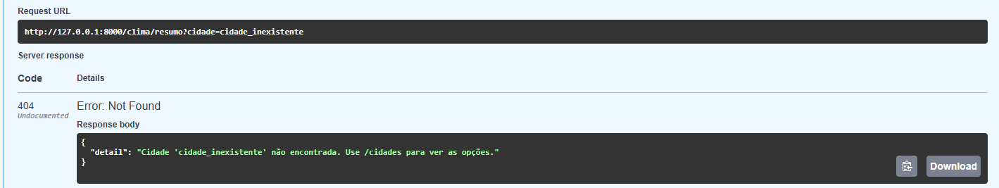 Request URL
http://127.0.0.1:8000/clima/resumo?cidade=cidade_inexistente
Server response
Code Details
404 Error: Not Found
Undocumented
Response body
{
"detail": "Cidade 'cidade_inexistente' não encontrada. Use /cidades para ver as opções."
}
Download